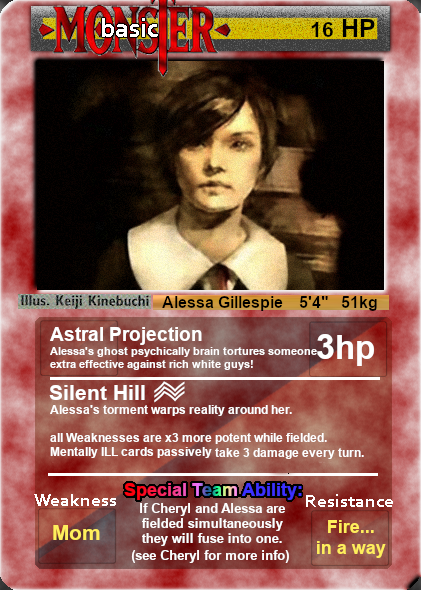 MONSTER
basic
16 HP
Illus. Keiji Kinebuchi Alessa Gillespie 5'4" 51kg
Astral Projection
Alessa's ghost psychically brain tortures someone
extra effective against rich white guys!
3hp
Silent Hill
Alessa's torment warps reality around her.
all Weaknesses are x3 more potent while fielded.
Mentally ILL cards passively take 3 damage every turn.
Special Team Ability:
Weakness
Mom
If Cheryl and Alessa are
fielded simultaneously
they will fuse into one.
(see Cheryl for more info)
Resistance
Fire...
in a way